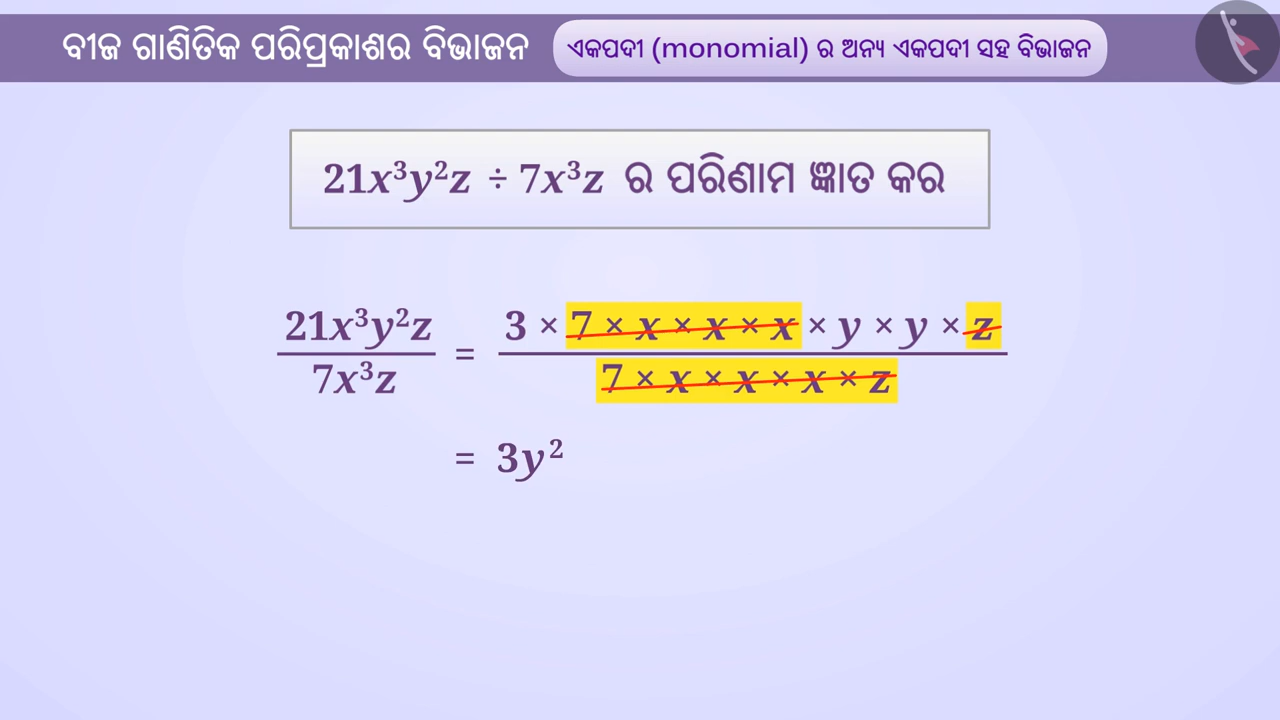 ବୀଜ ଗାଣିତିକ ପରିପ୍ରକାଶର ବିଭାଜନ
ଏକପଦୀ (monomial) ର ଅନ୍ୟ ଏକପଦୀ ସହ ବିଭାଜନ
21x³y²z ÷ 7x³z ର ପରିଣାମ ଜ୍ଞାତ କର
21x³y²z / 7x³z = 3 × 7 × x × x × x × y × y × z / 7 × x × x × x × z
= 3y²